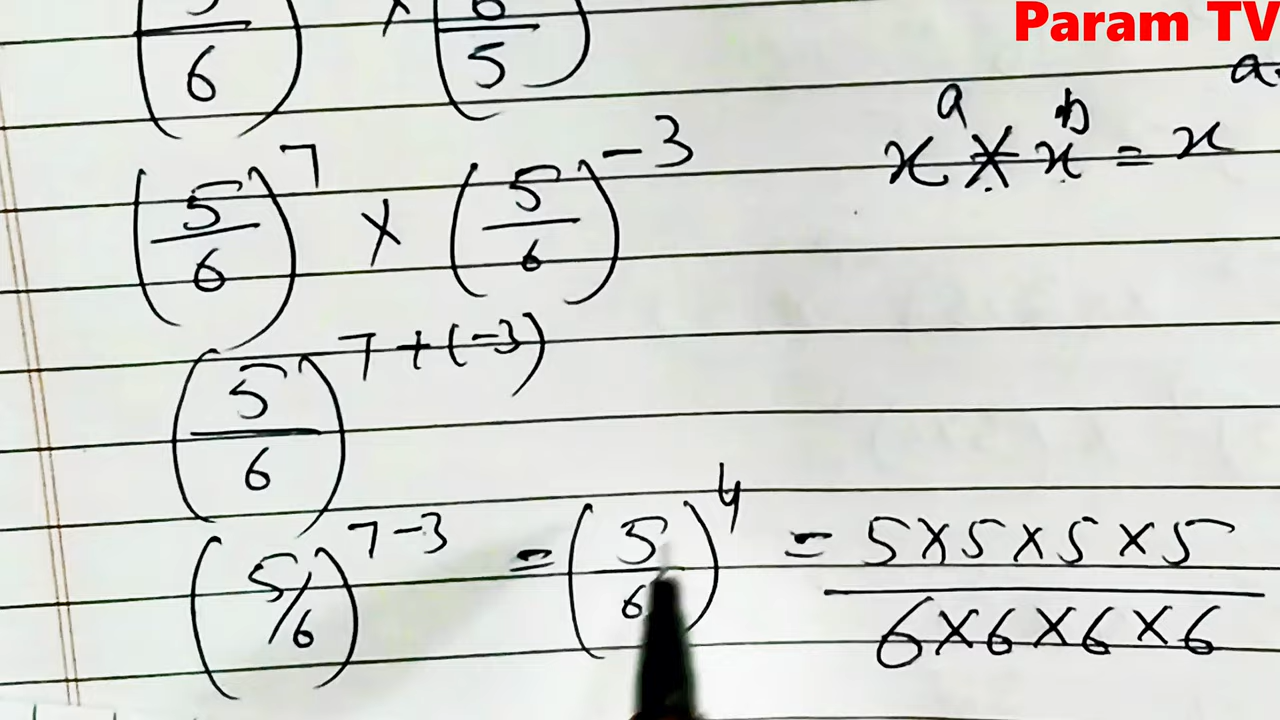 Param TV
6) × (6/5)
a
x^a × x^b = x
(5/6)^7 × (5/6)^-3
(5/6)^7+(-3)
(5/6)^7-3 = (5/6)^4 = 5×5×5×5/6×6×6×6